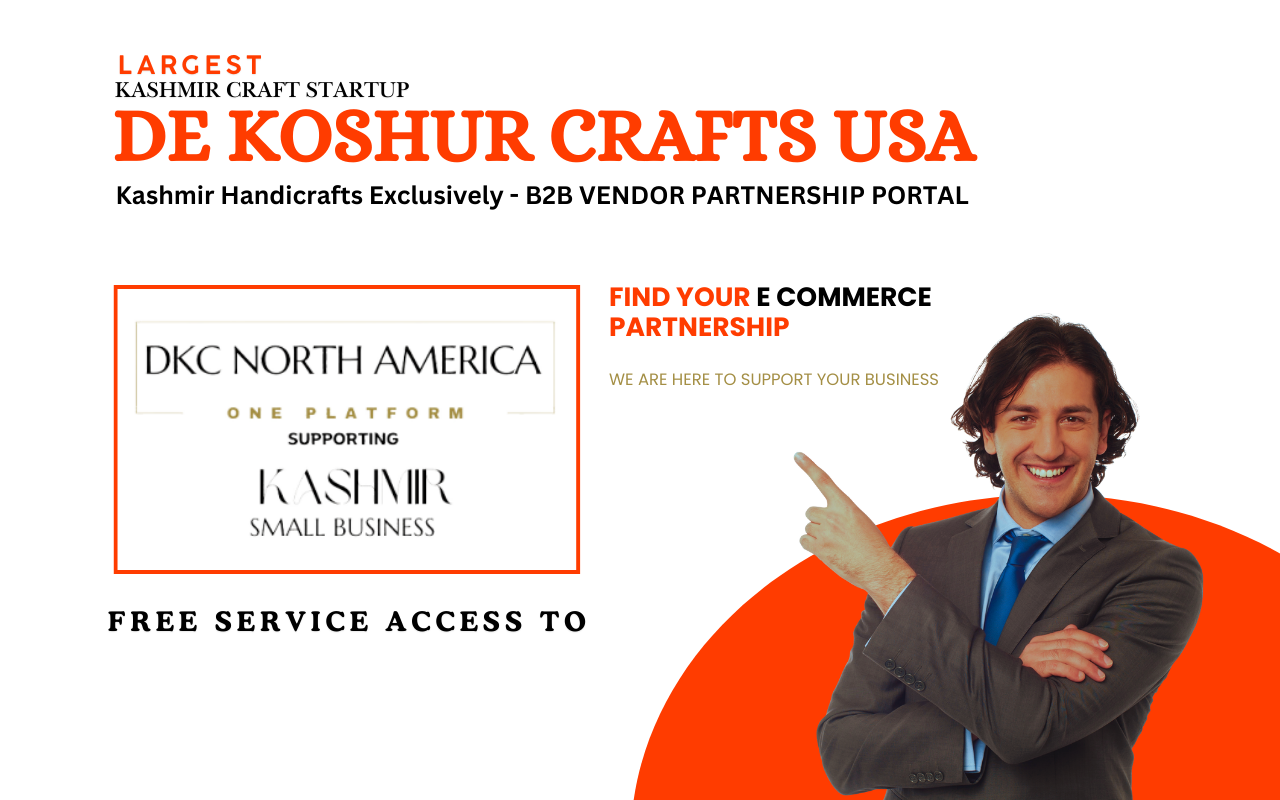 LARGEST
KASHMIR CRAFT STARTUP
DE KOSHUR CRAFTS USA
Kashmir Handicrafts Exclusively - B2B VENDOR PARTNERSHIP PORTAL
DKC NORTH AMERICA
ONE PLATFORM
SUPPORTING
KASHMIR
SMALL BUSINESS
FIND YOUR E COMMERCE
PARTNERSHIP
WE ARE HERE TO SUPPORT YOUR BUSINESS
FREE SERVICE ACCESS TO